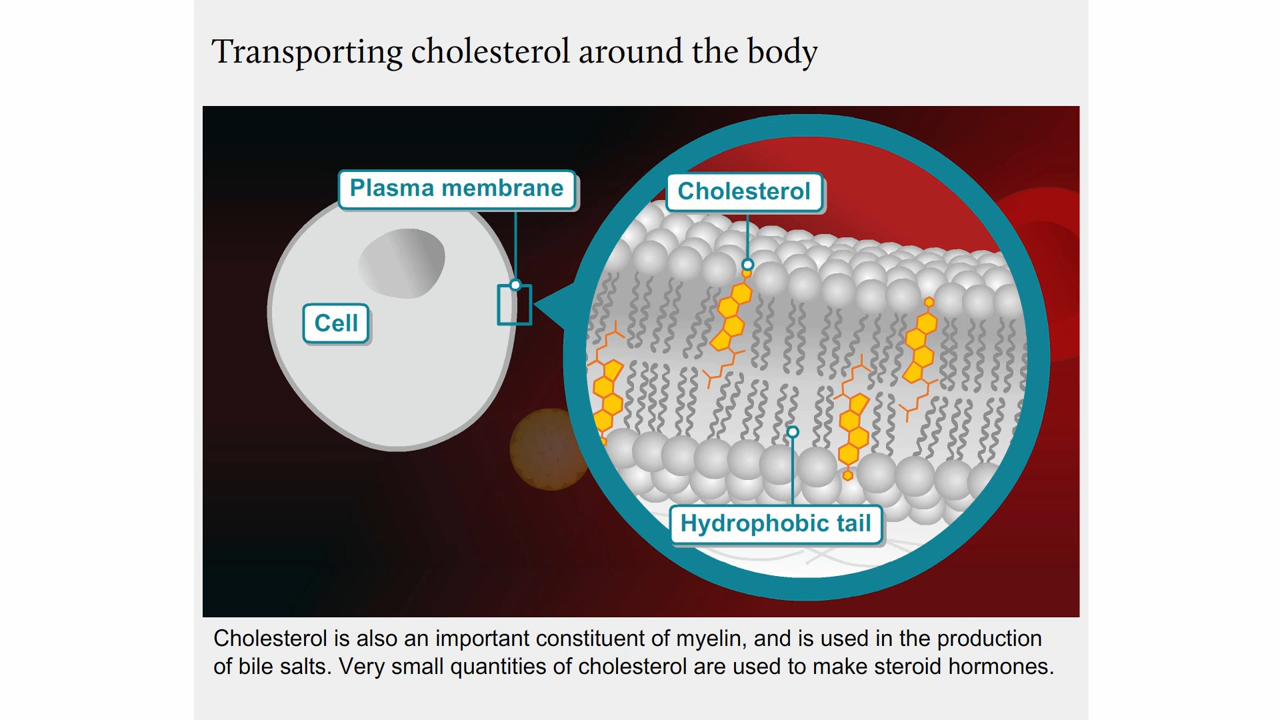 Transporting cholesterol around the body
Plasma membrane
Cholesterol
Cell
Hydrophobic tail
Cholesterol is also an important constituent of myelin, and is used in the production
of bile salts. Very small quantities of cholesterol are used to make steroid hormones.